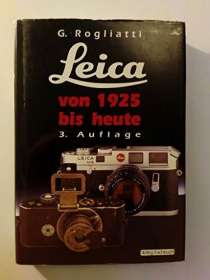 G. Rogliatti
Leica
von 1925
bis heute
3. Auflage